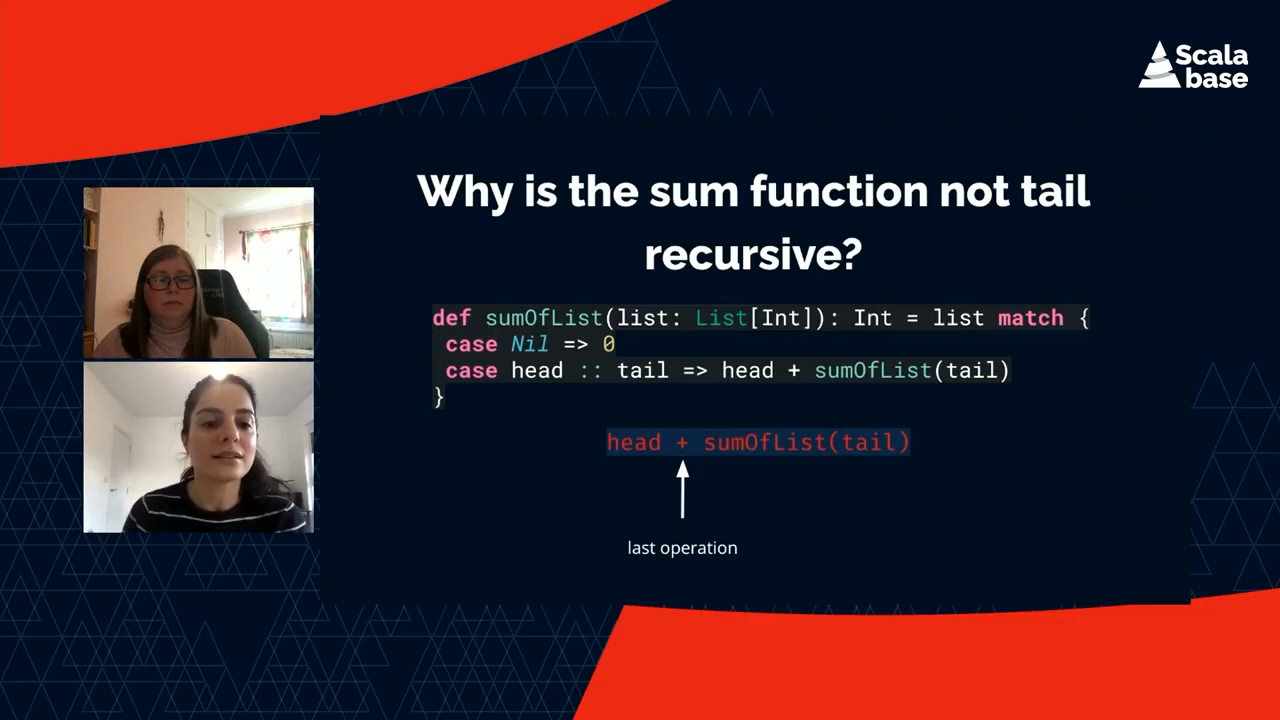 Scala
base
Why is the sum function not tail
recursive?
def sumOfList(list: List[Int]): Int = list match {
case Nil => 0
case head :: tail => head + sumOfList(tail)
}
head + sumOfList(tail)
last operation